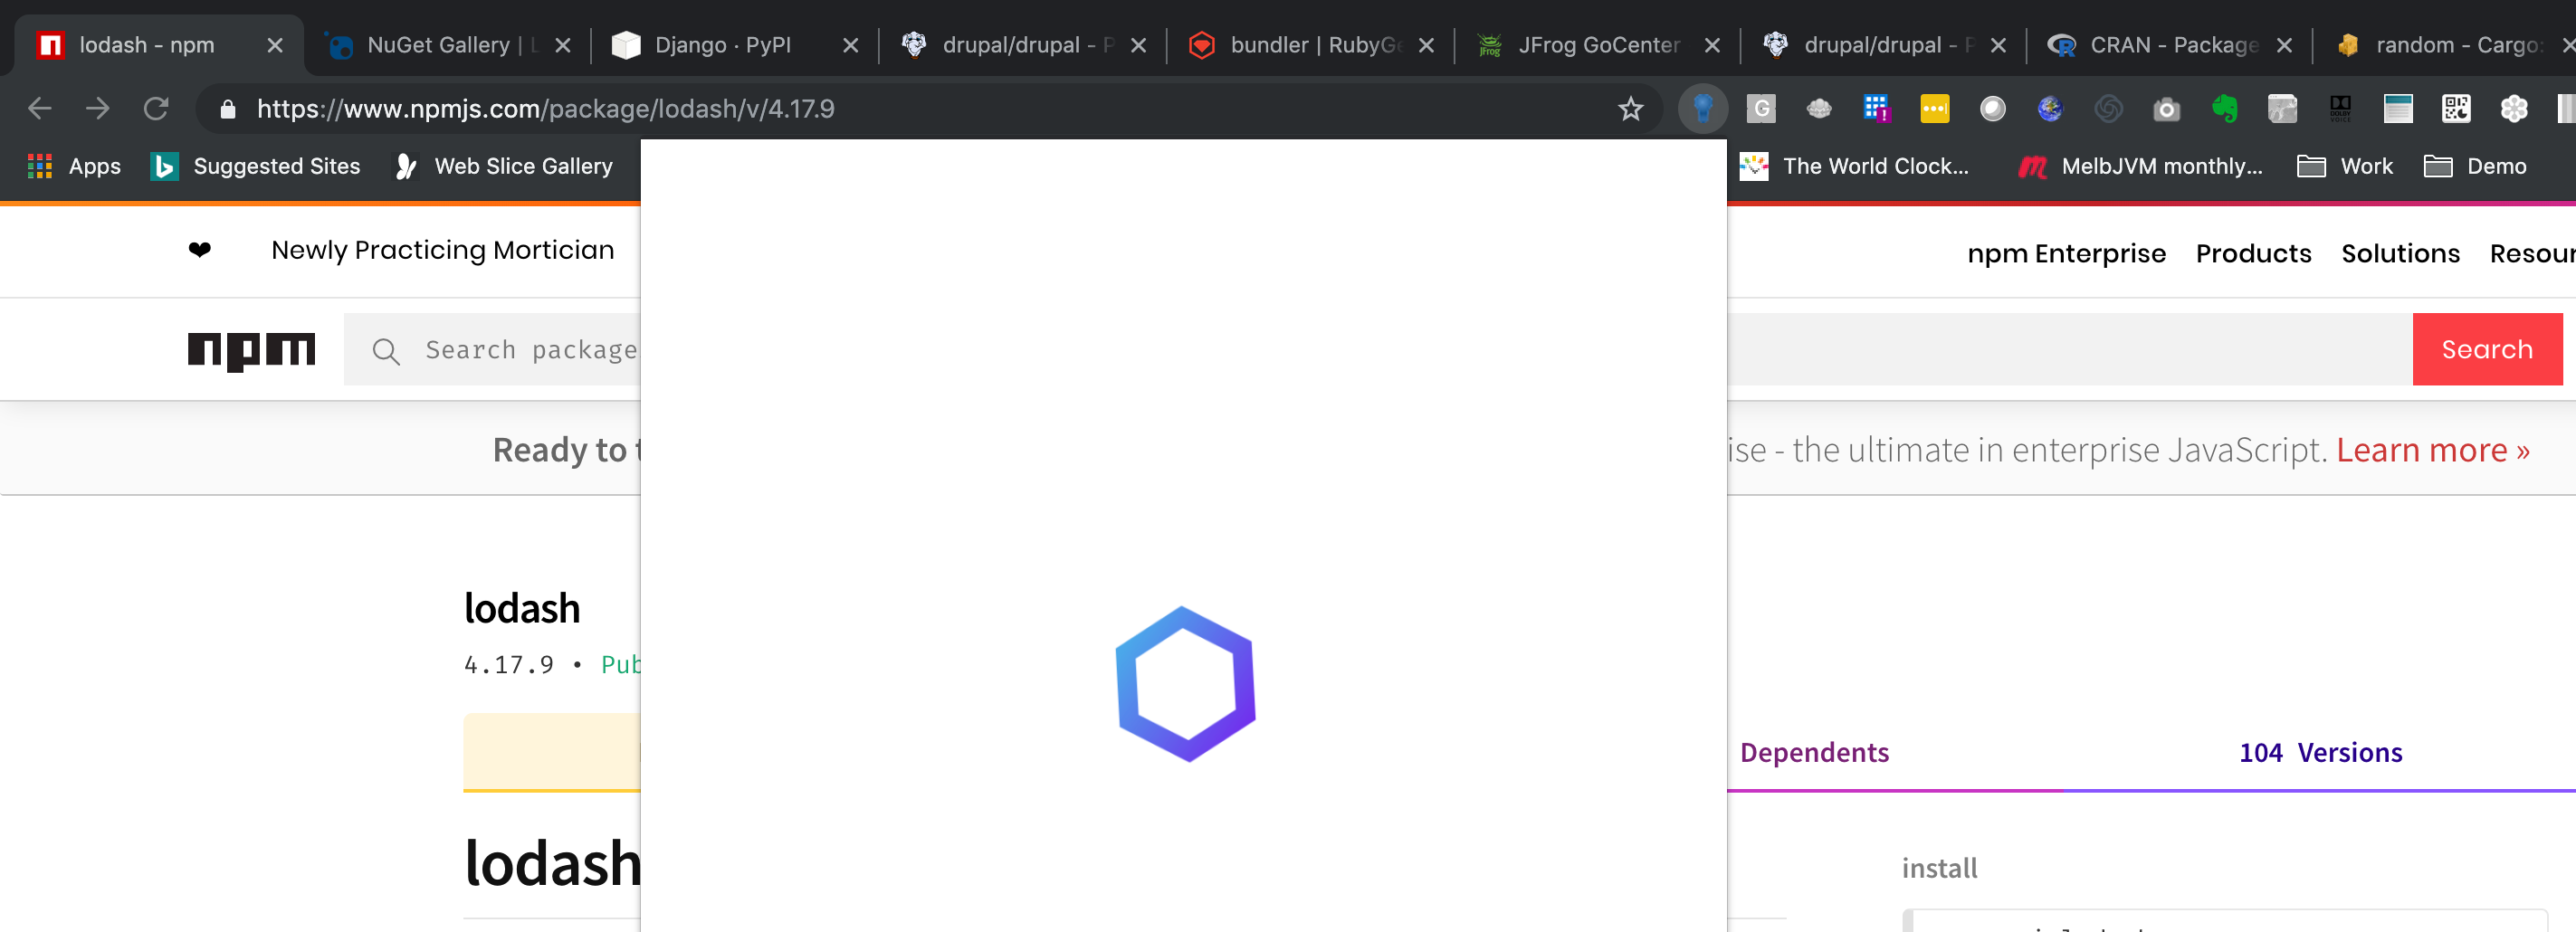 lodash - npm
NuGet Gallery | L
Django · PyPI
drupal/drupal - P
bundler | RubyGe
JFrog GoCenter
drupal/drupal - P
CRAN - Package
random - Cargo:
https://www.npmjs.com/package/lodash/v/4.17.9
Apps
Suggested Sites
Web Slice Gallery
The World Clock...
MelbJVM monthly...
Work
Demo
❤ Newly Practicing Mortician
npm Enterprise
Products
Solutions
Resour
npm
Search package
Search
Ready to t
ise - the ultimate in enterprise JavaScript. Learn more »
lodash
4.17.9 • Pub
Dependents
104 Versions
lodash
install